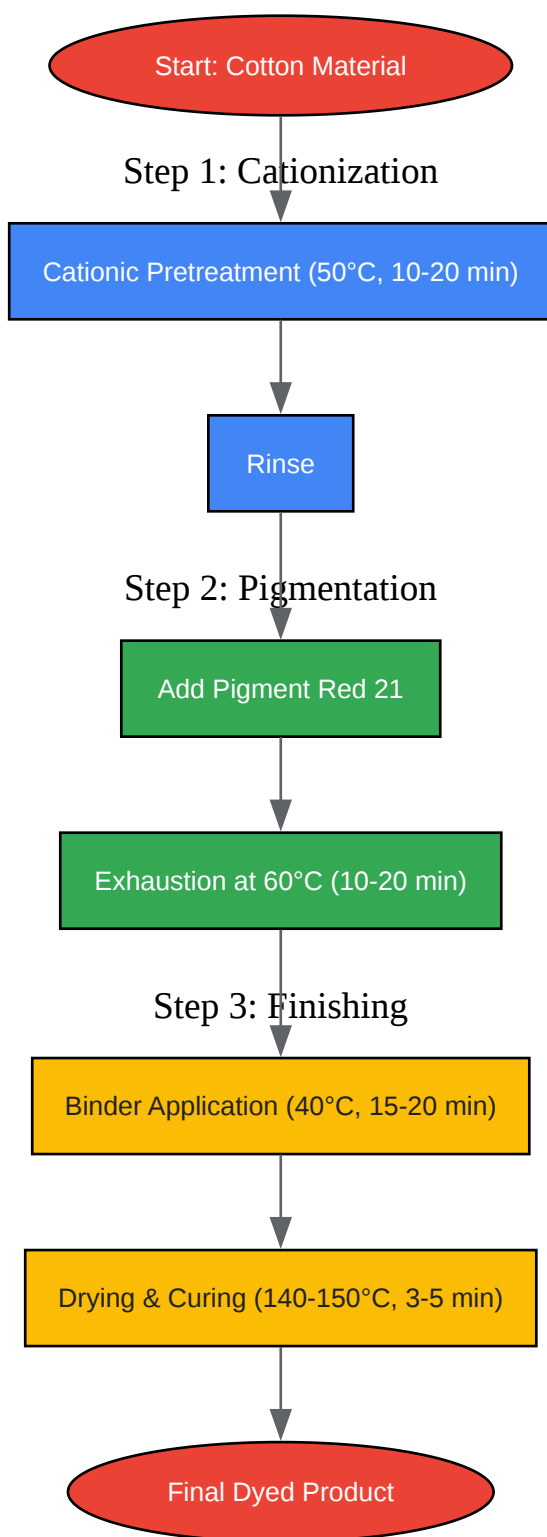 Start: Cotton Material
Step 1: Cationization
Cationic Pretreatment (50°C, 10-20 min)
Rinse
Step 2: Pigmentation
Add Pigment Red 21
Exhaustion at 60°C (10-20 min)
Step 3: Finishing
Binder Application (40°C, 15-20 min)
Drying & Curing (140-150°C, 3-5 min)
Final Dyed Product